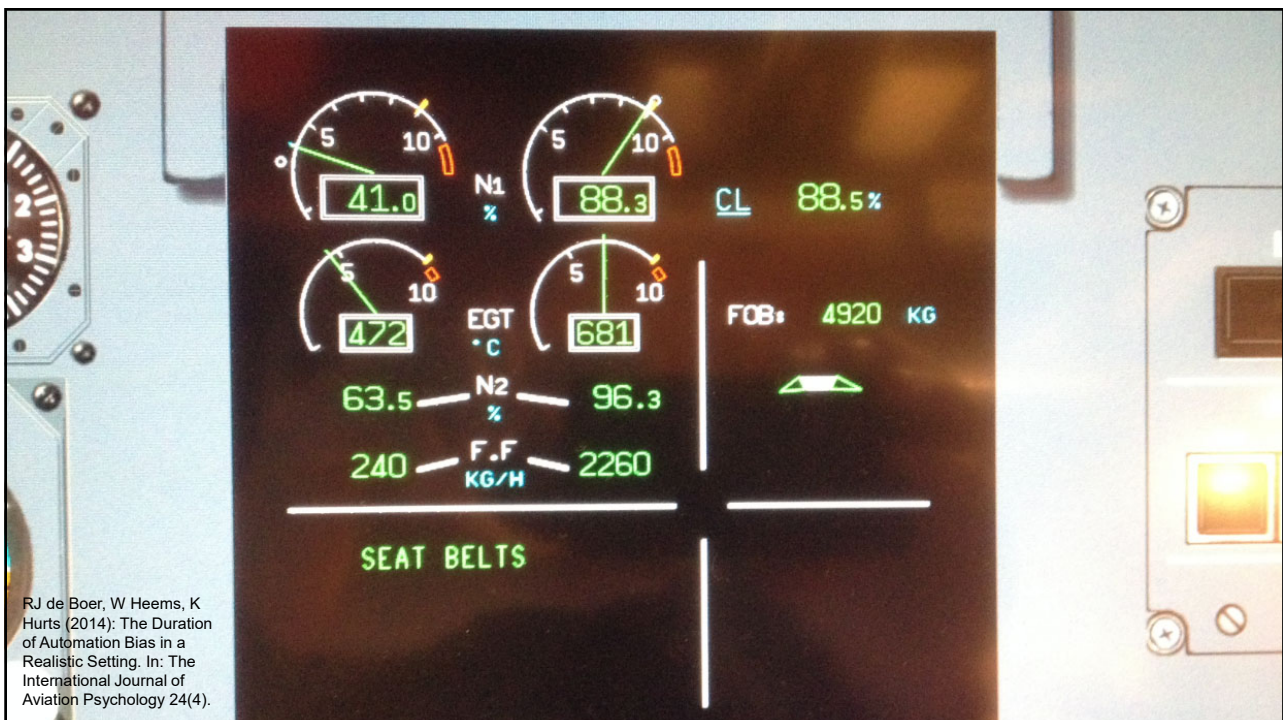 5 10
5 10
41.0 N1 88.3 CL 88.5%
%
2
3
5 10
5 10
472 EGT 681 FOB: 4920 KG
°C
63.5 N2 96.3
%
240 F.F 2260
KG/H
SEAT BELTS
RJ de Boer, W Heems, K
Hurts (2014): The Duration
of Automation Bias in a
Realistic Setting. In: The
International Journal of
Aviation Psychology 24(4).